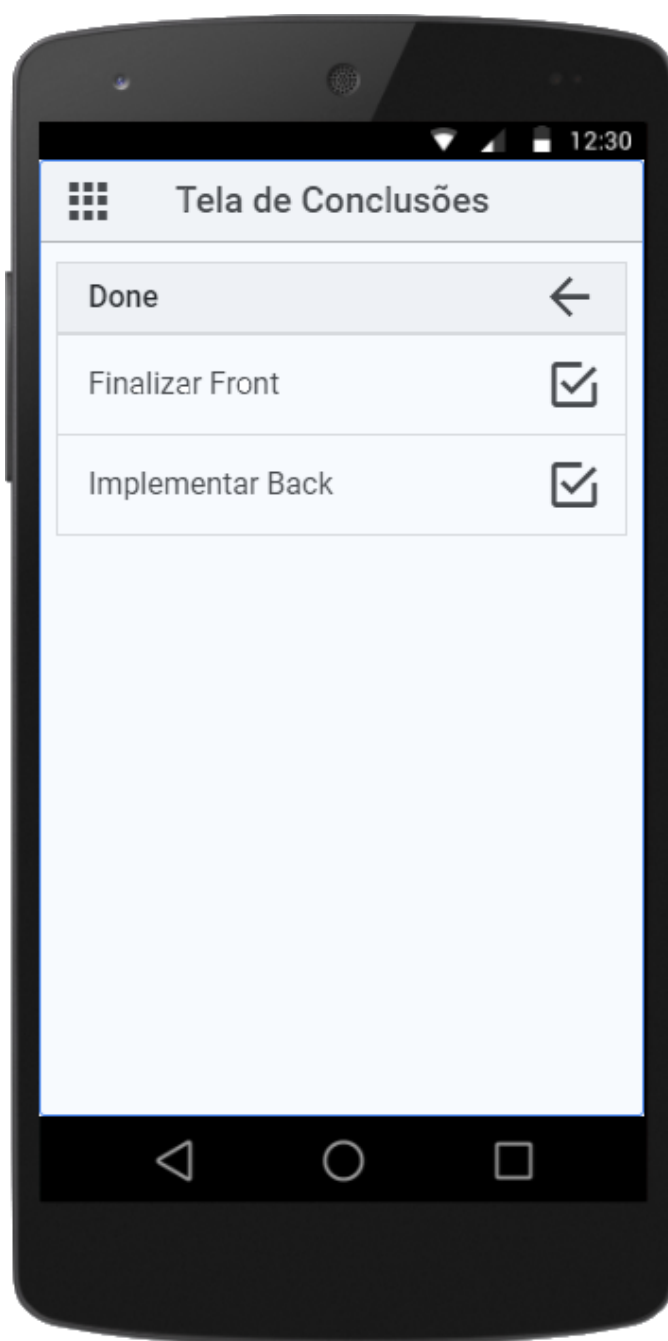 12:30
Tela de Conclusões
Done
Finalizar Front
Implementar Back